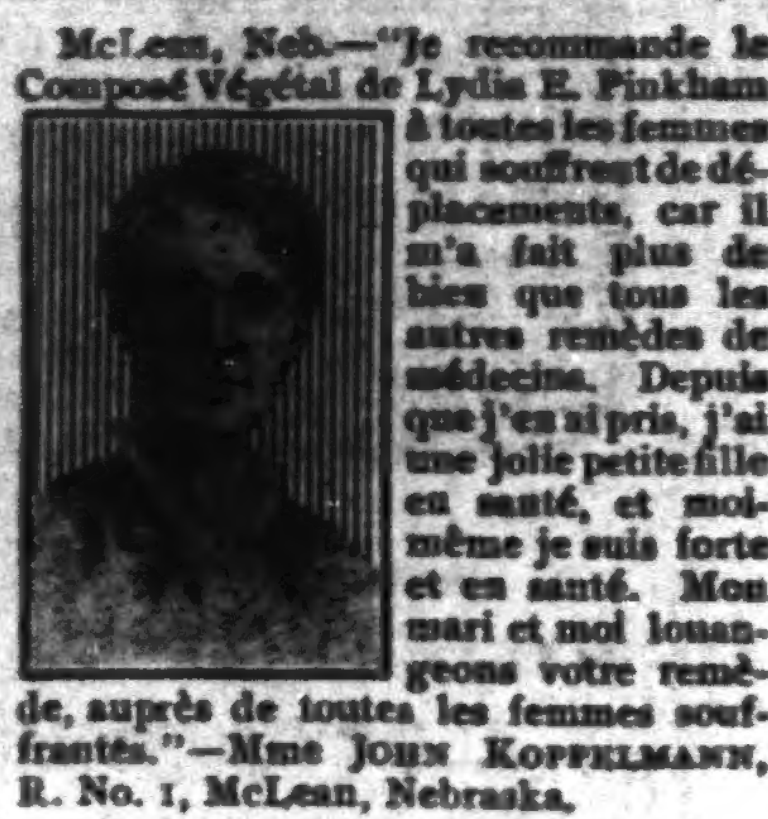 McLean, Neb.—"Je recommande le
Composé Végétal de Lydia E. Pinkham
à toutes les femmes
qui souffrent de dé-
placements, car il
m'a fait plus de
bien que tous les
autres remèdes de
médecins. Depuis
que j'en ai pris, j'ai
une jolie petite fille
en santé, et moi-
même je suis forte
et en santé. Mon
mari et moi louan-
geons votre remè-
de, auprès de toutes les femmes souf-
frantes."—Mme JOHN KOPPELMANN,
R. No. 1, McLean, Nebraska.